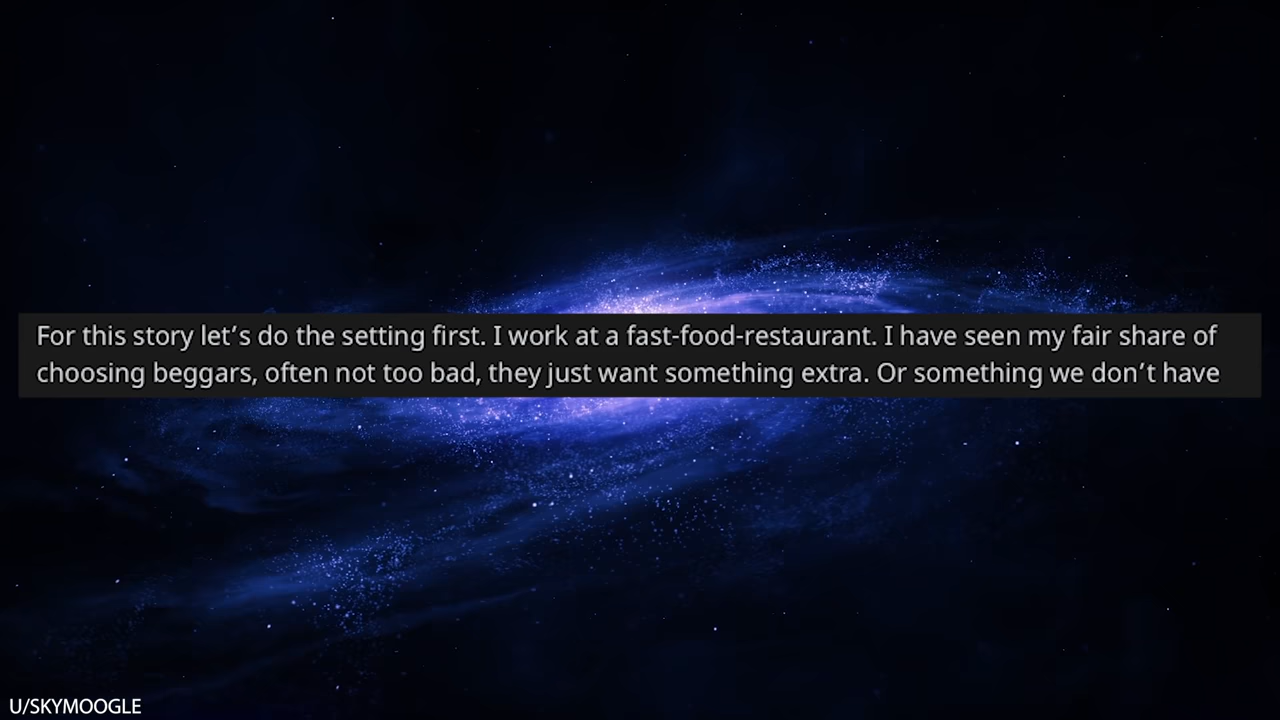 For this story let’s do the setting first. I work at a fast-food-restaurant. I have seen my fair share of
choosing beggars, often not too bad, they just want something extra. Or something we don’t have
U/SKYMOOGLE